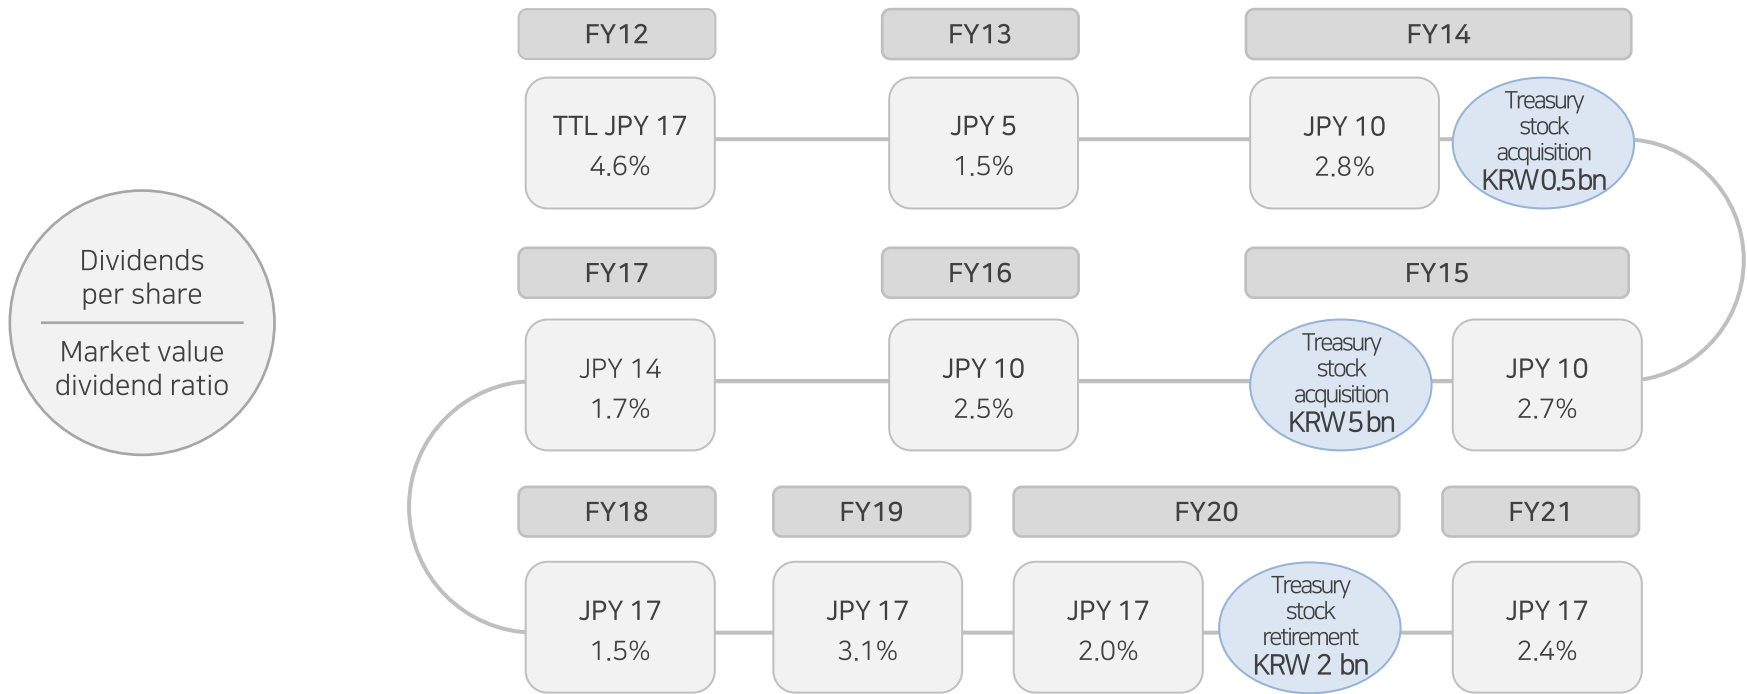 Dividends
per share
Market value
dividend ratio
FY12
TTL JPY 17
4.6%
FY13
JPY 5
1.5%
FY14
JPY 10
2.8%
Treasury
stock
acquisition
KRW0.5bn
FY17
JPY 14
1.7%
FY16
JPY 10
2.5%
FY15
Treasury
stock
acquisition
KRW5bn
JPY 10
2.7%
FY18
JPY 17
1.5%
FY19
JPY 17
3.1%
FY20
JPY 17
2.0%
Treasury
stock
retirement
KRW 2 bn
FY21
JPY 17
2.4%